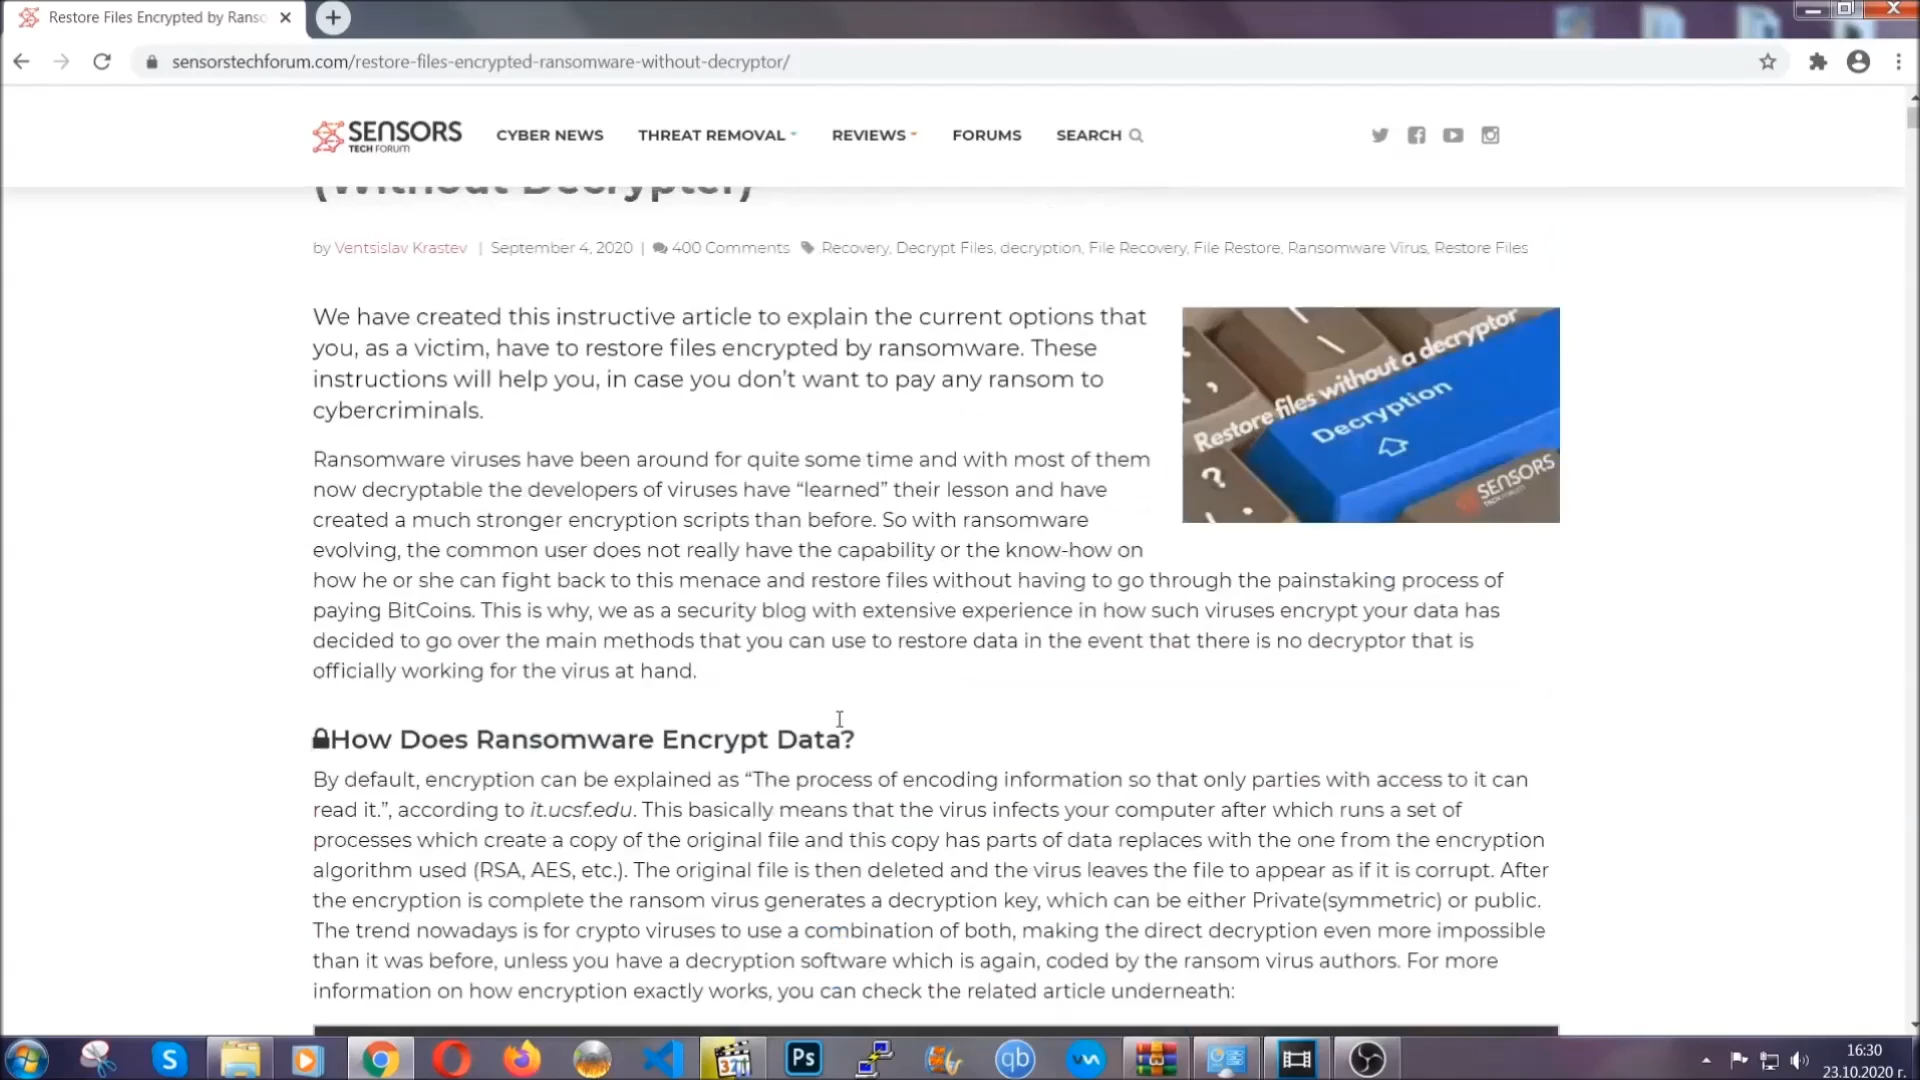 Restore Files Encrypted by Ranso
sensorstechforum.com/restore-files-encrypted-ransomware-without-decryptor/
SENSORS
TECH FORUM
CYBER NEWS
THREAT REMOVAL
REVIEWS
FORUMS
SEARCH
(Without Decrypter)
by Ventsislav Krastev | September 4, 2020 | 400 Comments Recovery, Decrypt Files, decryption, File Recovery, File Restore, Ransomware Virus, Restore Files
We have created this instructive article to explain the current options that
you, as a victim, have to restore files encrypted by ransomware. These
instructions will help you, in case you don't want to pay any ransom to
cybercriminals.
Restore files without a decryptor
Decryption
SENSORS
Ransomware viruses have been around for quite some time and with most of them
now decryptable the developers of viruses have “learned” their lesson and have
created a much stronger encryption scripts than before. So with ransomware
evolving, the common user does not really have the capability or the know-how on
how he or she can fight back to this menace and restore files without having to go through the painstaking process of
paying BitCoins. This is why, we as a security blog with extensive experience in how such viruses encrypt your data has
decided to go over the main methods that you can use to restore data in the event that there is no decryptor that is
officially working for the virus at hand.
How Does Ransomware Encrypt Data?
By default, encryption can be explained as “The process of encoding information so that only parties with access to it can
read it.”, according to it.ucsf.edu. This basically means that the virus infects your computer after which runs a set of
processes which create a copy of the original file and this copy has parts of data replaces with the one from the encryption
algorithm used (RSA, AES, etc.). The original file is then deleted and the virus leaves the file to appear as if it is corrupt. After
the encryption is complete the ransom virus generates a decryption key, which can be either Private(symmetric) or public.
The trend nowadays is for crypto viruses to use a combination of both, making the direct decryption even more impossible
than it was before, unless you have a decryption software which is again, coded by the ransom virus authors. For more
information on how encryption exactly works, you can check the related article underneath:
S
Ps
qb
16:30
23.10.2020 г.